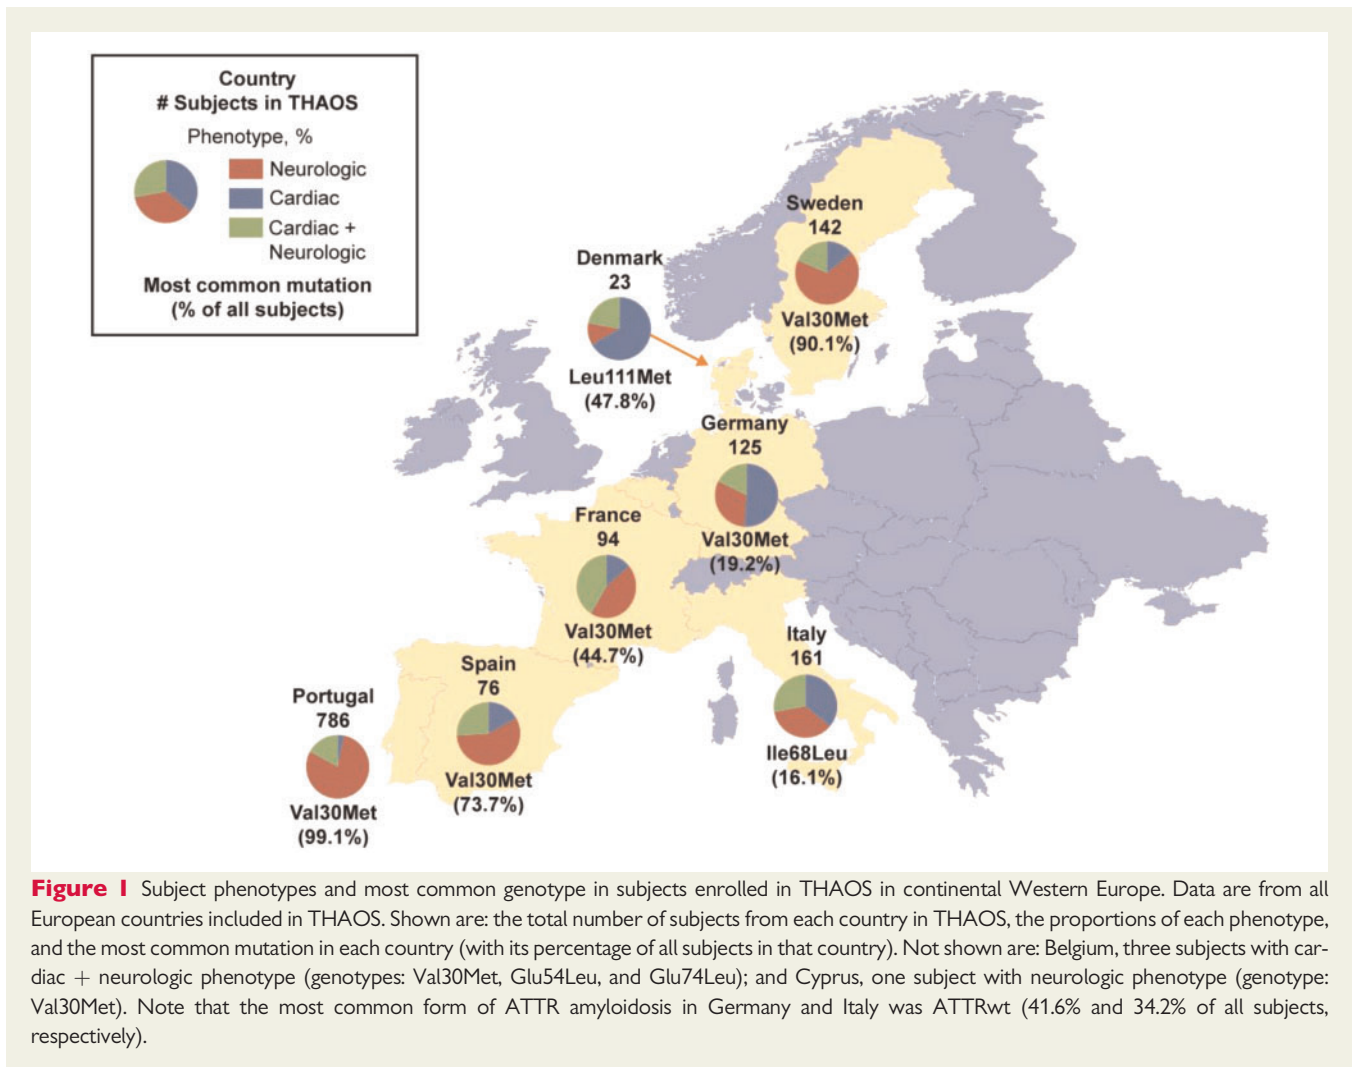 Country
# Subjects in THAOS
Phenotype, %
Neurologic
Cardiac
Cardiac +
Neurologic
Most common mutation
(% of all subjects)
Sweden
142
Val30Met
(90.1%)
Denmark
23
Leu111Met
(47.8%)
Germany
125
Val30Met
(19.2%)
France
94
Val30Met
(44.7%)
Italy
161
Ile68Leu
(16.1%)
Spain
76
Val30Met
(73.7%)
Portugal
786
Val30Met
(99.1%)
Figure 1 Subject phenotypes and most common genotype in subjects enrolled in THAOS in continental Western Europe. Data are from all
European countries included in THAOS. Shown are: the total number of subjects from each country in THAOS, the proportions of each phenotype,
and the most common mutation in each country (with its percentage of all subjects in that country). Not shown are: Belgium, three subjects with car-
diac + neurologic phenotype (genotypes: Val30Met, Glu54Leu, and Glu74Leu); and Cyprus, one subject with neurologic phenotype (genotype:
Val30Met). Note that the most common form of ATTR amyloidosis in Germany and Italy was ATTRwt (41.6% and 34.2% of all subjects,
respectively).